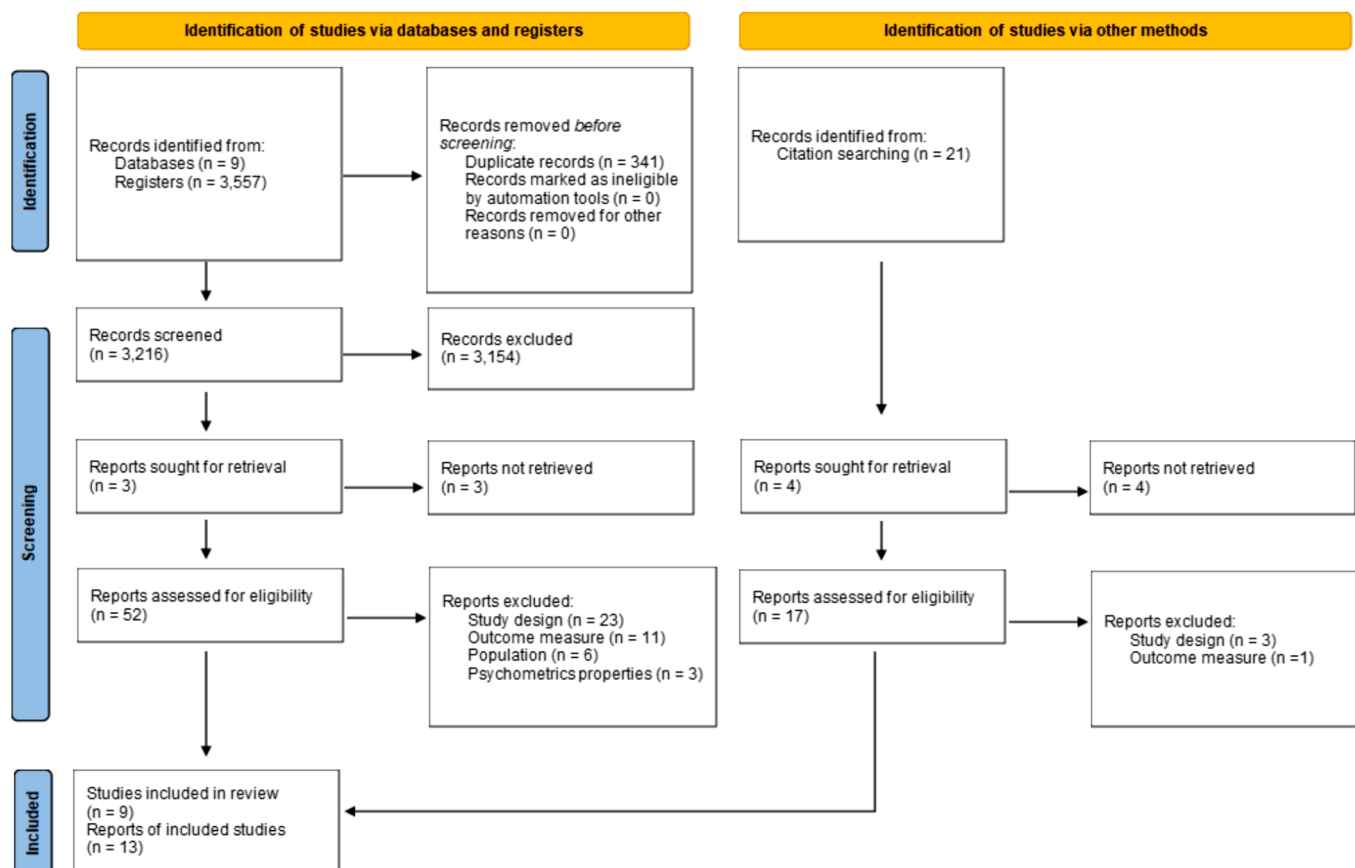 Identification of studies via databases and registers
Identification of studies via other methods
Identification
Records identified from:
Databases (n = 9)
Registers (n = 3,557)
Records removed before
screening:
Duplicate records (n = 341)
Records marked as ineligible
by automation tools (n = 0)
Records removed for other
reasons (n = 0)
Records identified from:
Citation searching (n = 21)
Screening
Records screened
(n = 3,216)
Records excluded
(n = 3,154)
Reports sought for retrieval
(n = 3)
Reports not retrieved
(n = 3)
Reports sought for retrieval
(n = 4)
Reports not retrieved
(n = 4)
Reports assessed for eligibility
(n = 52)
Reports excluded:
Study design (n = 23)
Outcome measure (n = 11)
Population (n = 6)
Psychometrics properties (n = 3)
Reports assessed for eligibility
(n = 17)
Reports excluded:
Study design (n = 3)
Outcome measure (n =1)
Included
Studies included in review
(n = 9)
Reports of included studies
(n = 13)